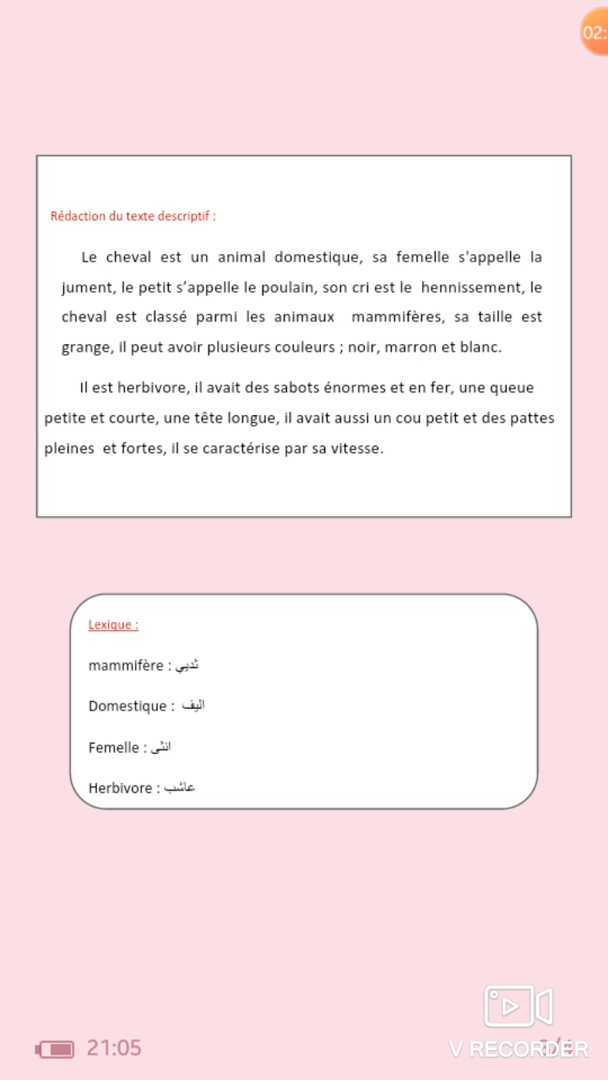 02:
Rédaction du texte descriptif :
Le cheval est un animal domestique, sa femelle s'appelle la
jument, le petit s’appelle le poulain, son cri est le hennissement, le
cheval est classé parmi les animaux mammifères, sa taille est
grange, il peut avoir plusieurs couleurs ; noir, marron et blanc.
Il est herbivore, il avait des sabots énormes et en fer, une queue
petite et courte, une tête longue, il avait aussi un cou petit et des pattes
pleines et fortes, il se caractérise par sa vitesse.
Lexique :
mammifère : ثديي
Domestique : اليف
Femelle : انثى
Herbivore : عاشب
21:05
V RECORDER